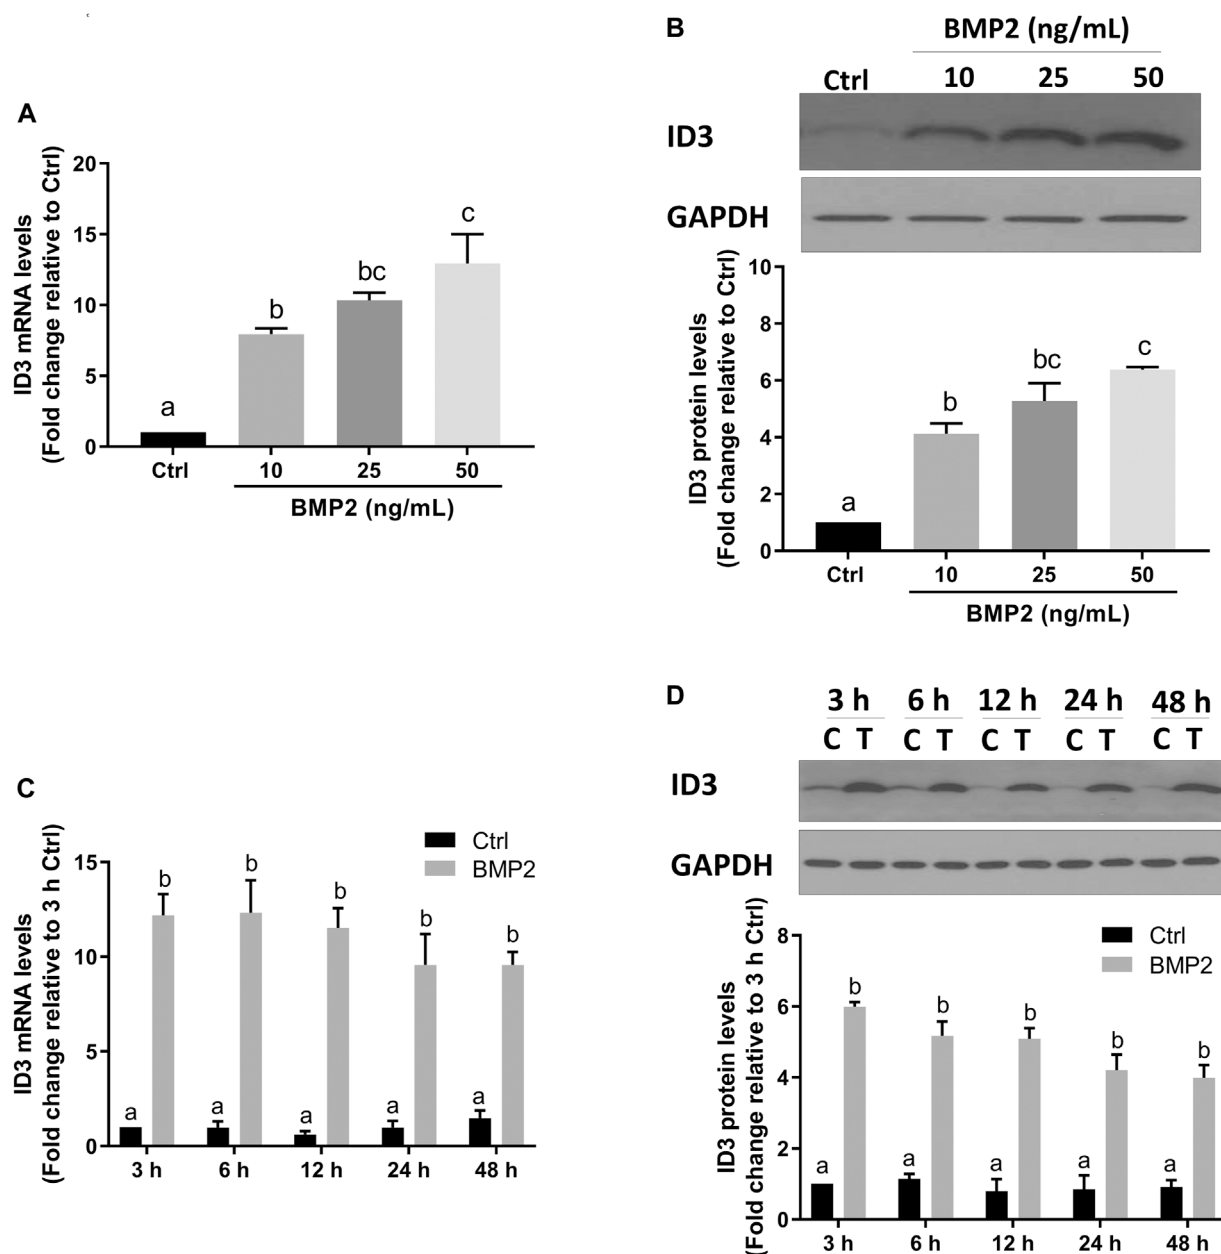 A
ID3 mRNA levels
(Fold change relative to Ctrl)
20
15
10
5
0
a
b
bc
c
Ctrl
10
25
50
BMP2 (ng/mL)
B
BMP2 (ng/mL)
Ctrl
10
25
50
ID3
GAPDH
ID3 protein levels
(Fold change relative to Ctrl)
10
8
6
4
2
0
a
b
bc
c
Ctrl
10
25
50
BMP2 (ng/mL)
C
ID3 mRNA levels
(Fold change relative to 3 h Ctrl)
Ctrl
BMP2
15
10
5
0
a
b
a
b
a
b
a
b
a
b
3 h
6 h
12 h
24 h
48 h
D
3 h 6 h 12 h 24 h 48 h
C T C T C T C T C T
ID3
GAPDH
ID3 protein levels
(Fold change relative to 3 h Ctrl)
Ctrl
BMP2
8
6
4
2
0
a
b
a
b
a
b
a
b
a
b
3 h
6 h
12 h
24 h
48 h